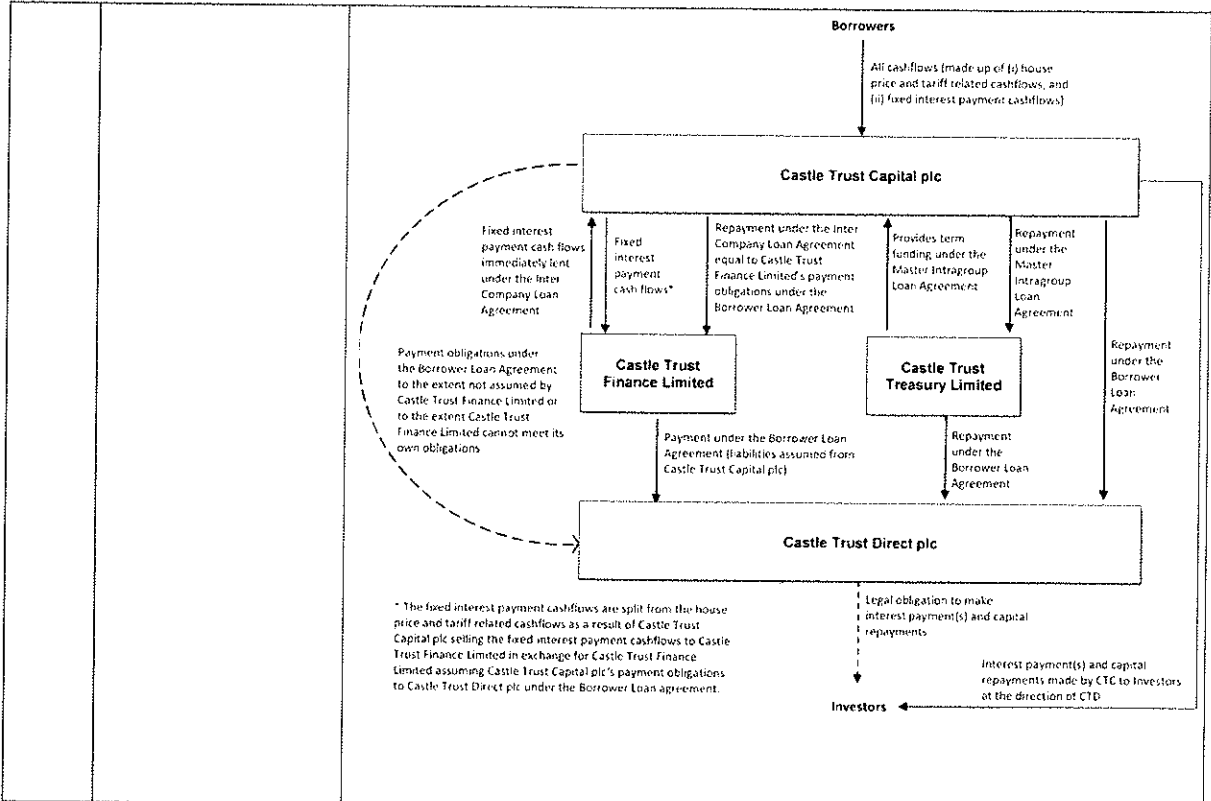 Borrowers
All cashflows (made up of (i) house
price and tariff related cashflows, and
(ii) fixed interest payment cashflows)
Castle Trust Capital plc
Fixed interest
payment cash flows
immediately lent
under the Inter
Company Loan
Agreement
Fixed
interest
payment
cash flows*
Repayment under the Inter
Company Loan Agreement
equal to Castle Trust
Finance Limited's payment
obligations under the
Borrower Loan Agreement
Provides term
funding under the
Master Intragroup
Loan Agreement
Repayment
under the
Master
Intragroup
Loan
Agreement
Repayment
under the
Borrower
Loan
Agreement
Payment obligations under
the Borrower Loan Agreement
to the extent not assumed by
Castle Trust Finance Limited or
to the extent Castle Trust
Finance Limited cannot meet its
own obligations
Castle Trust
Finance Limited
Castle Trust
Treasury Limited
Payment under the Borrower Loan
Agreement (liabilities assumed from
Castle Trust Capital plc)
Repayment
under the
Borrower Loan
Agreement
Castle Trust Direct plc
* The fixed interest payment cashflows are split from the house
price and tariff related cashflows as a result of Castle Trust
Capital plc selling the fixed interest payment cashflows to Castle
Trust Finance Limited in exchange for Castle Trust Finance
Limited assuming Castle Trust Capital plc's payment obligations
to Castle Trust Direct plc under the Borrower Loan agreement.
Legal obligation to make
interest payment(s) and capital
repayments
Interest payment(s) and capital
repayments made by CTC to Investors
at the direction of CTD
Investors